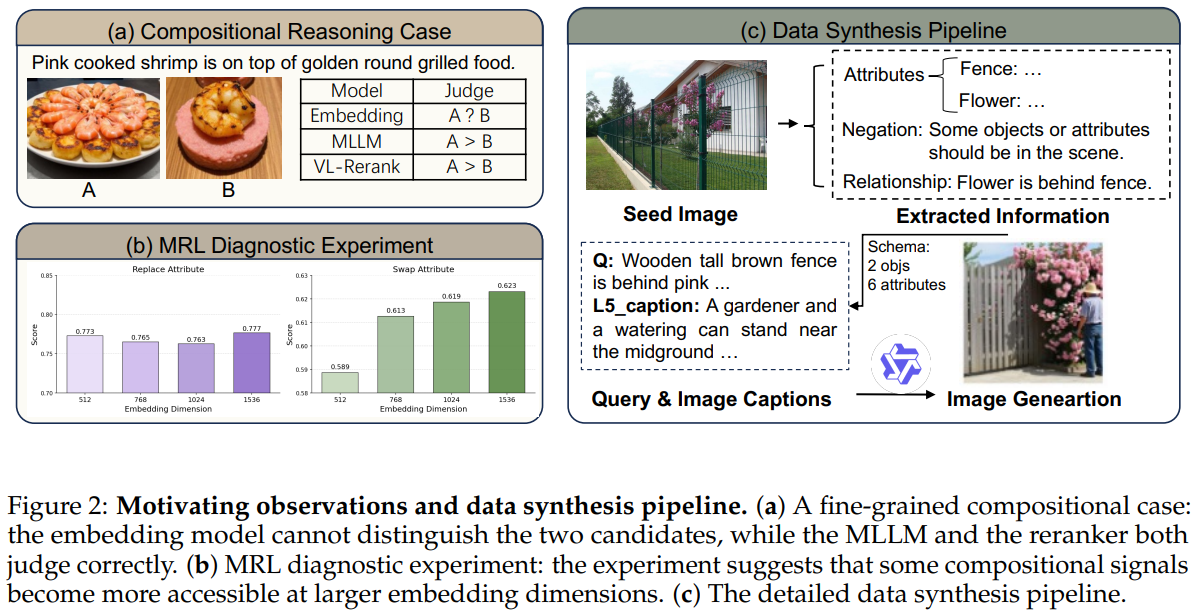 (a) Compositional Reasoning Case
Pink cooked shrimp is on top of golden round grilled food.
A
B
Model Judge
Embedding A ? B
MLLM A > B
VL-Rerank A > B
(b) MRL Diagnostic Experiment
Replace Attribute
Score
0.85
0.80
0.75
0.70
0.773
0.765
0.763
0.777
512 768 1024 1536
Embedding Dimension
Swap Attribute
Score
0.63
0.62
0.61
0.60
0.59
0.58
0.589
0.613
0.619
0.623
512 768 1024 1536
Embedding Dimension
(c) Data Synthesis Pipeline
Seed Image
Attributes
Fence: ...
Flower: ...
Negation: Some objects or attributes
should be in the scene.
Relationship: Flower is behind fence.
Extracted Information
Schema:
2 objs
6 attributes
Q: Wooden tall brown fence
is behind pink ...
L5_caption: A gardener and
a watering can stand near
the midground ...
Query & Image Captions
Image Geneartion
Figure 2: Motivating observations and data synthesis pipeline. (a) A fine-grained compositional case:
the embedding model cannot distinguish the two candidates, while the MLLM and the reranker both
judge correctly. (b) MRL diagnostic experiment: the experiment suggests that some compositional signals
become more accessible at larger embedding dimensions. (c) The detailed data synthesis pipeline.